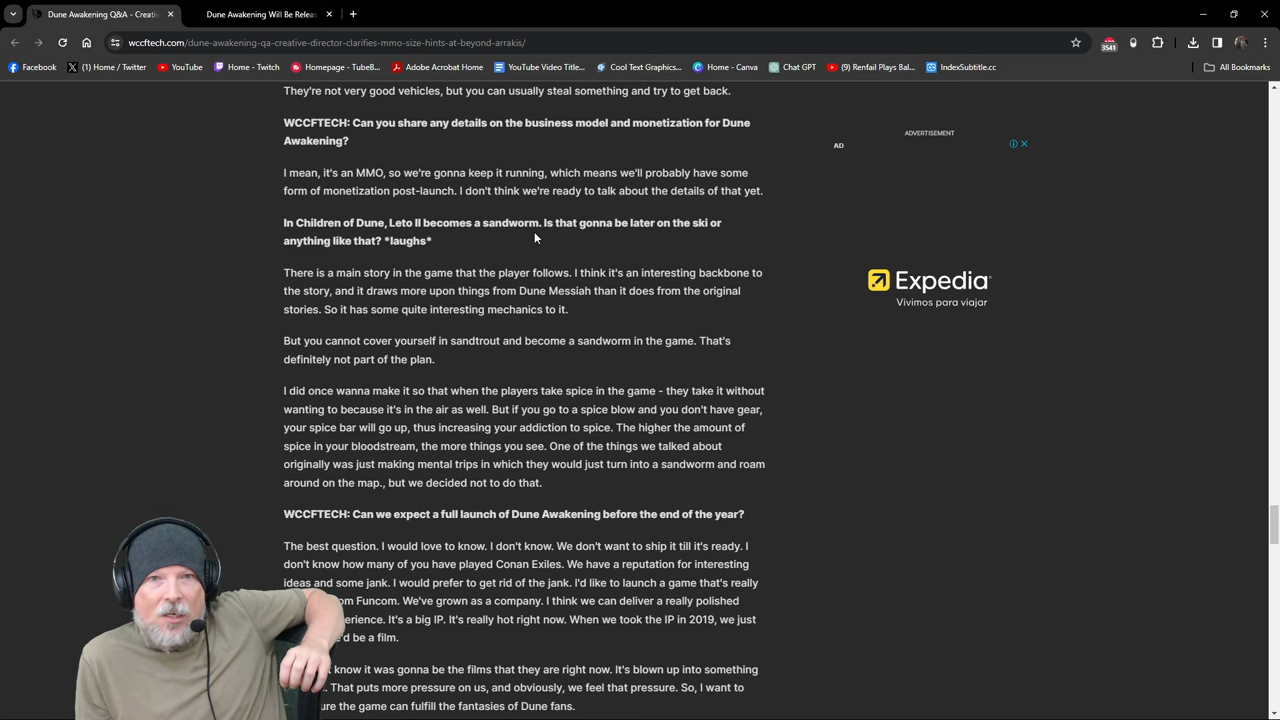 Dune Awakening Q&A - Creativ
Dune Awakening Will Be Relea
wccftech.com/dune-awakening-qa-creative-director-clarifies-mmo-size-hints-at-beyond-arrakis/
3541
Facebook
(1) Home / Twitter
YouTube
Home - Twitch
Homepage - TubeB...
Adobe Acrobat Home
YouTube Video Title...
Cool Text Graphics...
Home - Canva
Chat GPT
(9) Renfail Plays Bal...
IndexSubtitle.cc
All Bookmarks
They're not very good vehicles, but you can usually steal something and try to get back.
WCCFTECH: Can you share any details on the business model and monetization for Dune
Awakening?
I mean, it's an MMO, so we're gonna keep it running, which means we'll probably have some
form of monetization post-launch. I don't think we're ready to talk about the details of that yet.
In Children of Dune, Leto II becomes a sandworm. Is that gonna be later on the ski or
anything like that? *laughs*
There is a main story in the game that the player follows. I think it's an interesting backbone to
the story, and it draws more upon things from Dune Messiah than it does from the original
stories. So it has some quite interesting mechanics to it.
But you cannot cover yourself in sandtrout and become a sandworm in the game. That's
definitely not part of the plan.
I did once wanna make it so that when the players take spice in the game - they take it without
wanting to because it's in the air as well. But if you go to a spice blow and you don't have gear,
your spice bar will go up, thus increasing your addiction to spice. The higher the amount of
spice in your bloodstream, the more things you see. One of the things we talked about
originally was just making mental trips in which they would just turn into a sandworm and roam
around on the map., but we decided not to do that.
WCCFTECH: Can we expect a full launch of Dune Awakening before the end of the year?
The best question. I would love to know. I don't know. We don't want to ship it till it's ready. I
don't know how many of you have played Conan Exiles. We have a reputation for interesting
ideas and some jank. I would prefer to get rid of the jank. I'd like to launch a game that's really
om Funcom. We've grown as a company. I think we can deliver a really polished
perience. It's a big IP. It's really hot right now. When we took the IP in 2019, we just
e'd be a film.
know it was gonna be the films that they are right now. It's blown up into something
. That puts more pressure on us, and obviously, we feel that pressure. So, I want to
ure the game can fulfill the fantasies of Dune fans.
ADVERTISEMENT
AD
Expedia
Vivimos para viajar